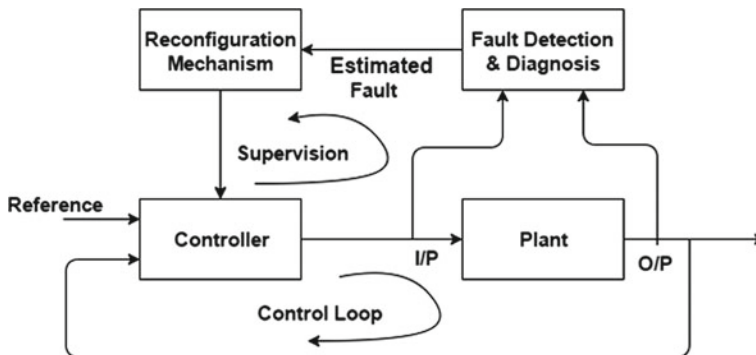 Reconfiguration
Mechanism
Fault Detection
& Diagnosis
Estimated
Fault
Supervision
Reference
Controller
Plant
I/P
O/P
Control Loop